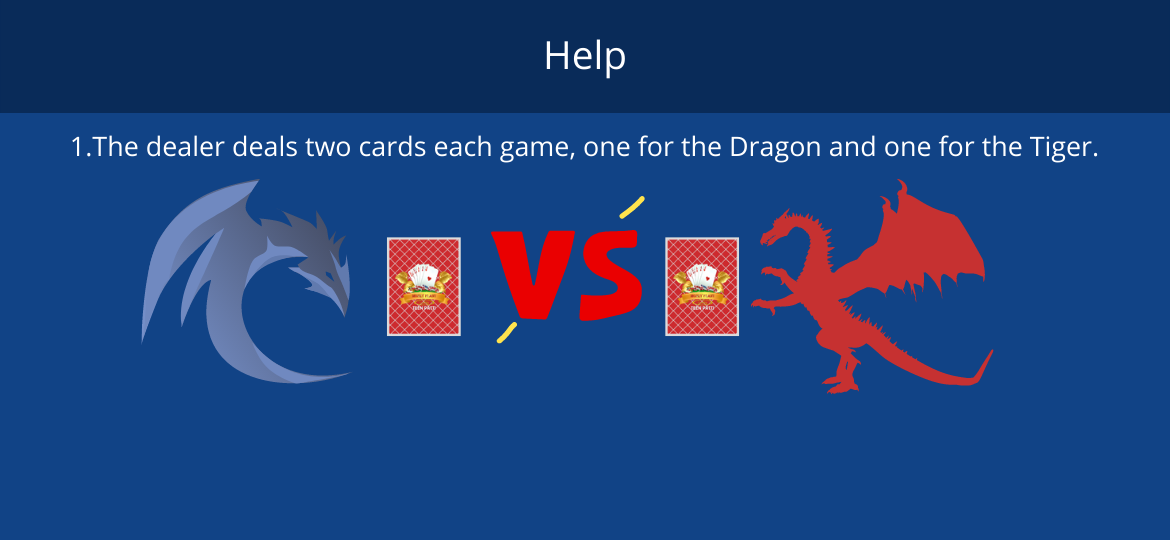 Help
1.The dealer deals two cards each game, one for the Dragon and one for the Tiger.
VS